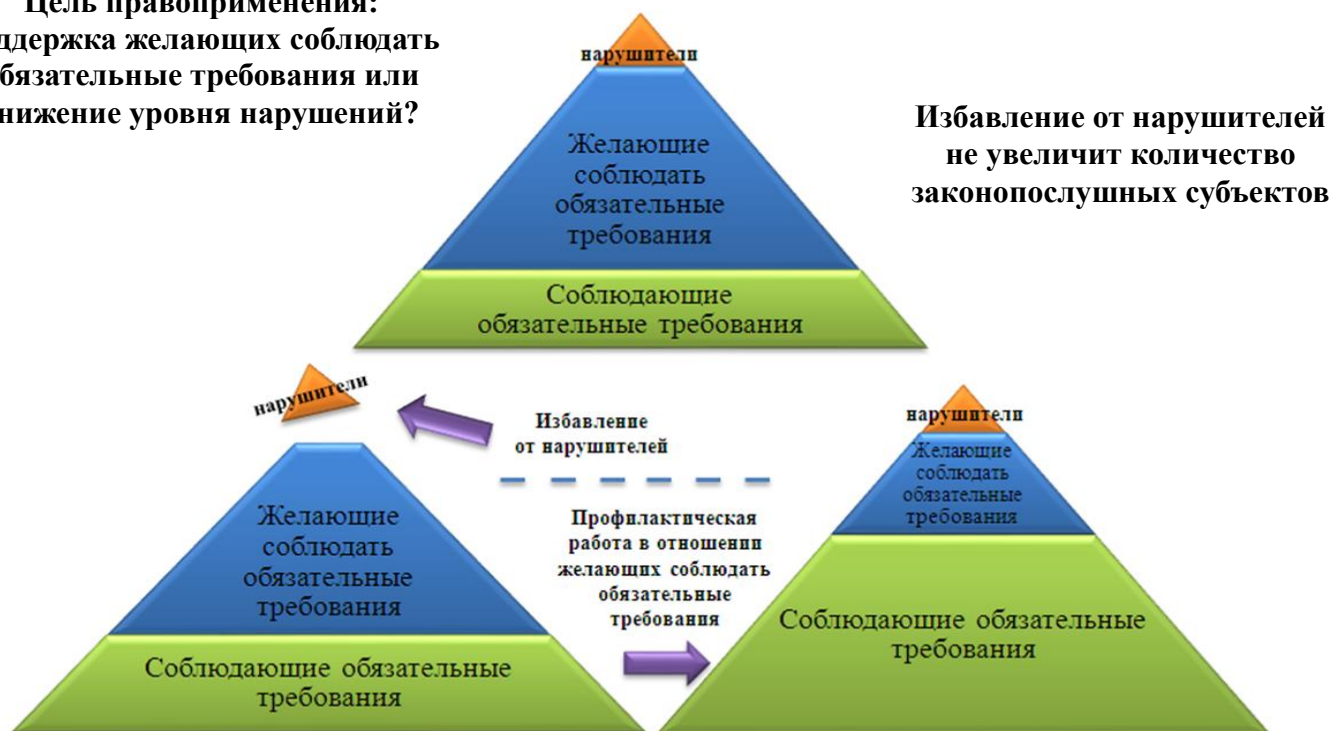 Цель правоприменения:
ддержка желающих соблюдать
бязательные требования или
нижение уровня нарушений?
нарушители
Желающие
соблюдать
обязательные
требования
Соблюдающие
обязательные требования
Избавление от нарушителей
не увеличит количество
законопослушных субъектов
нарушители
Желающие
соблюдать
обязательные
требования
Соблюдающие обязательные
требования
Избавление
от нарушителей
Профилактическая
работа в отношении
желающих соблюдать
обязательные
требования
нарушители
Желающие
соблюдать
обязательные
требования
Соблюдающие обязательные
требования